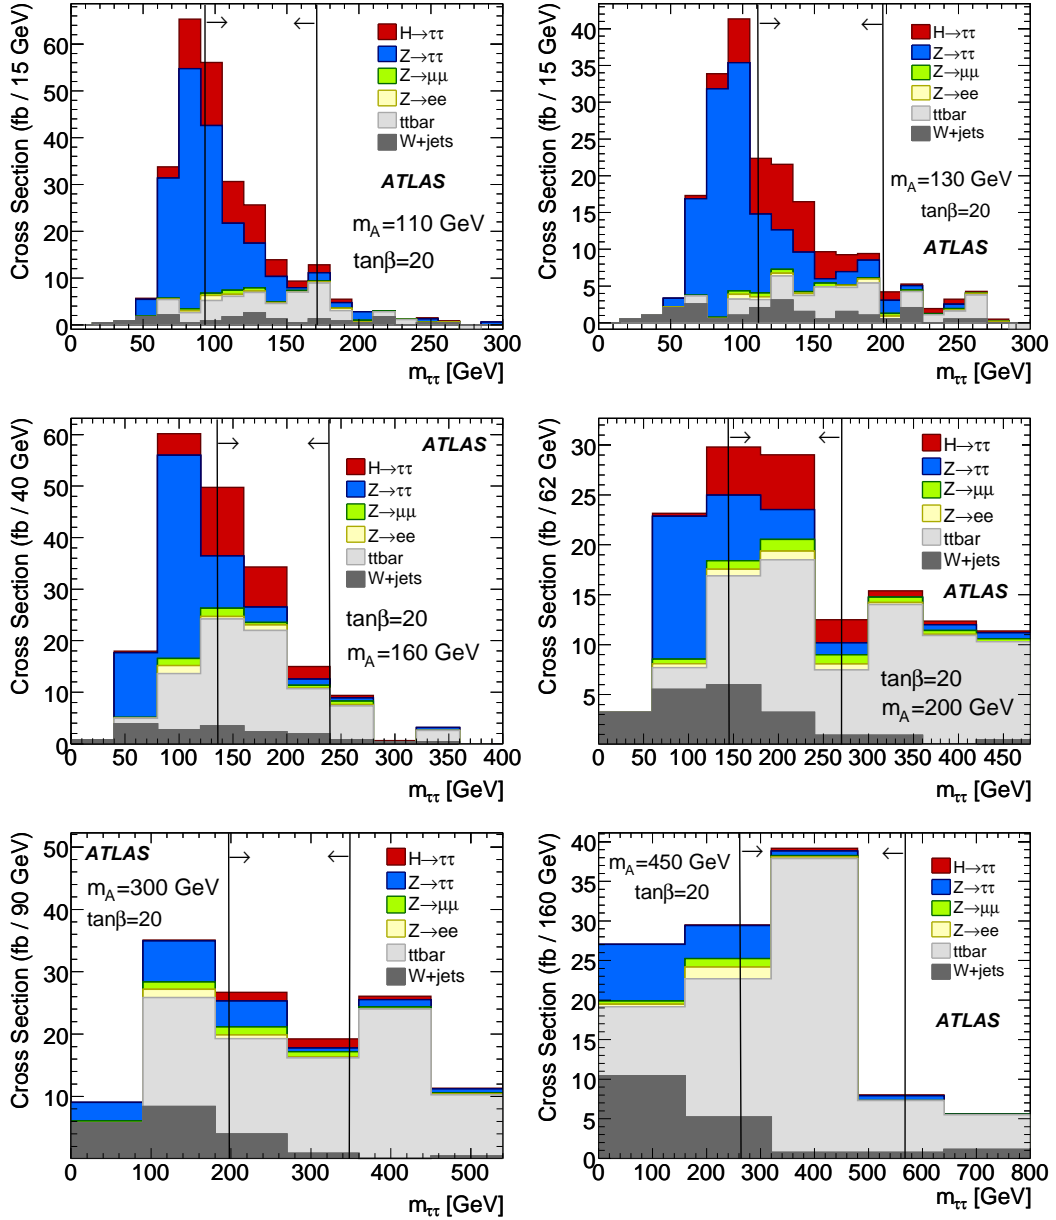 Cross Section (fb / 15 GeV)
60
50
40
30
20
10
0
H→ττ
Z→ττ
Z→μμ
Z→ee
ttbar
W+jets
ATLAS
m_A=110 GeV
tanβ=20
0 50 100 150 200 250 300
m_ττ [GeV]
Cross Section (fb / 15 GeV)
40
35
30
25
20
15
10
5
0
H→ττ
Z→ττ
Z→μμ
Z→ee
ttbar
W+jets
m_A=130 GeV
tanβ=20
ATLAS
0 50 100 150 200 250 300
m_ττ [GeV]
Cross Section (fb / 40 GeV)
60
50
40
30
20
10
0
ATLAS
H→ττ
Z→ττ
Z→μμ
Z→ee
ttbar
W+jets
tanβ=20
m_A=160 GeV
0 50 100 150 200 250 300 350 400
m_ττ [GeV]
Cross Section (fb / 62 GeV)
30
25
20
15
10
5
H→ττ
Z→ττ
Z→μμ
Z→ee
ttbar
W+jets
ATLAS
tanβ=20
m_A=200 GeV
0 50 100 150 200 250 300 350 400 450
m_ττ [GeV]
Cross Section (fb / 90 GeV)
50
40
30
20
10
ATLAS
m_A=300 GeV
tanβ=20
H→ττ
Z→ττ
Z→μμ
Z→ee
ttbar
W+jets
0 100 200 300 400 500
m_ττ [GeV]
Cross Section (fb / 160 GeV)
40
35
30
25
20
15
10
5
0
m_A=450 GeV
tanβ=20
H→ττ
Z→ττ
Z→μμ
Z→ee
ttbar
W+jets
ATLAS
0 100 200 300 400 500 600 700 800
m_ττ [GeV]